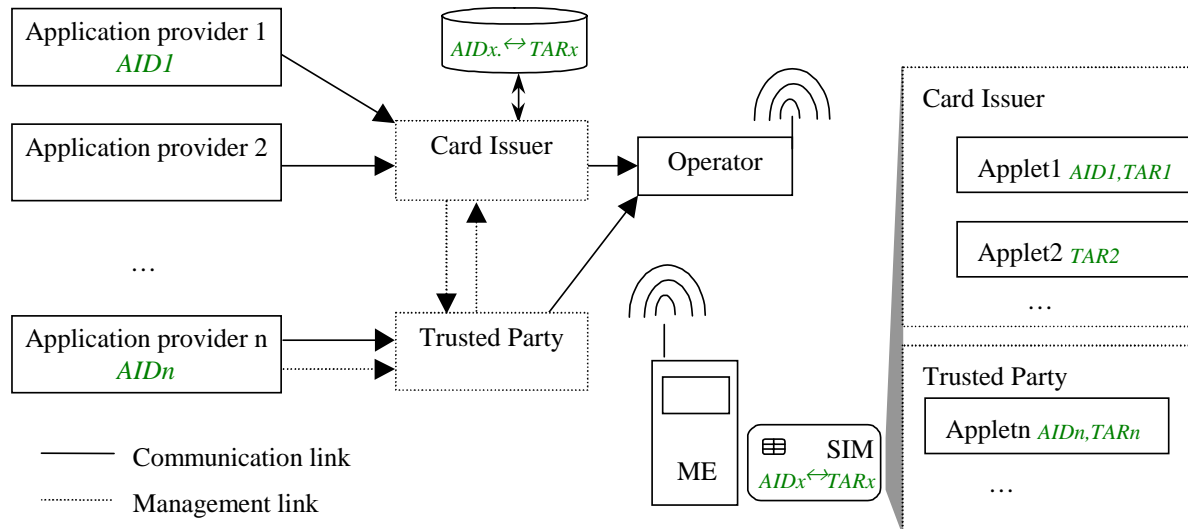 Application provider 1
AID1
AIDx.↔TARx
Card Issuer
Application provider 2
Card Issuer
Operator
Applet1 AID1,TAR1
Applet2 TAR2
…
…
Application provider n
AIDn
Trusted Party
Trusted Party
Appletn AIDn,TARn
…
ME
SIM
AIDx↔TARx
Communication link
Management link